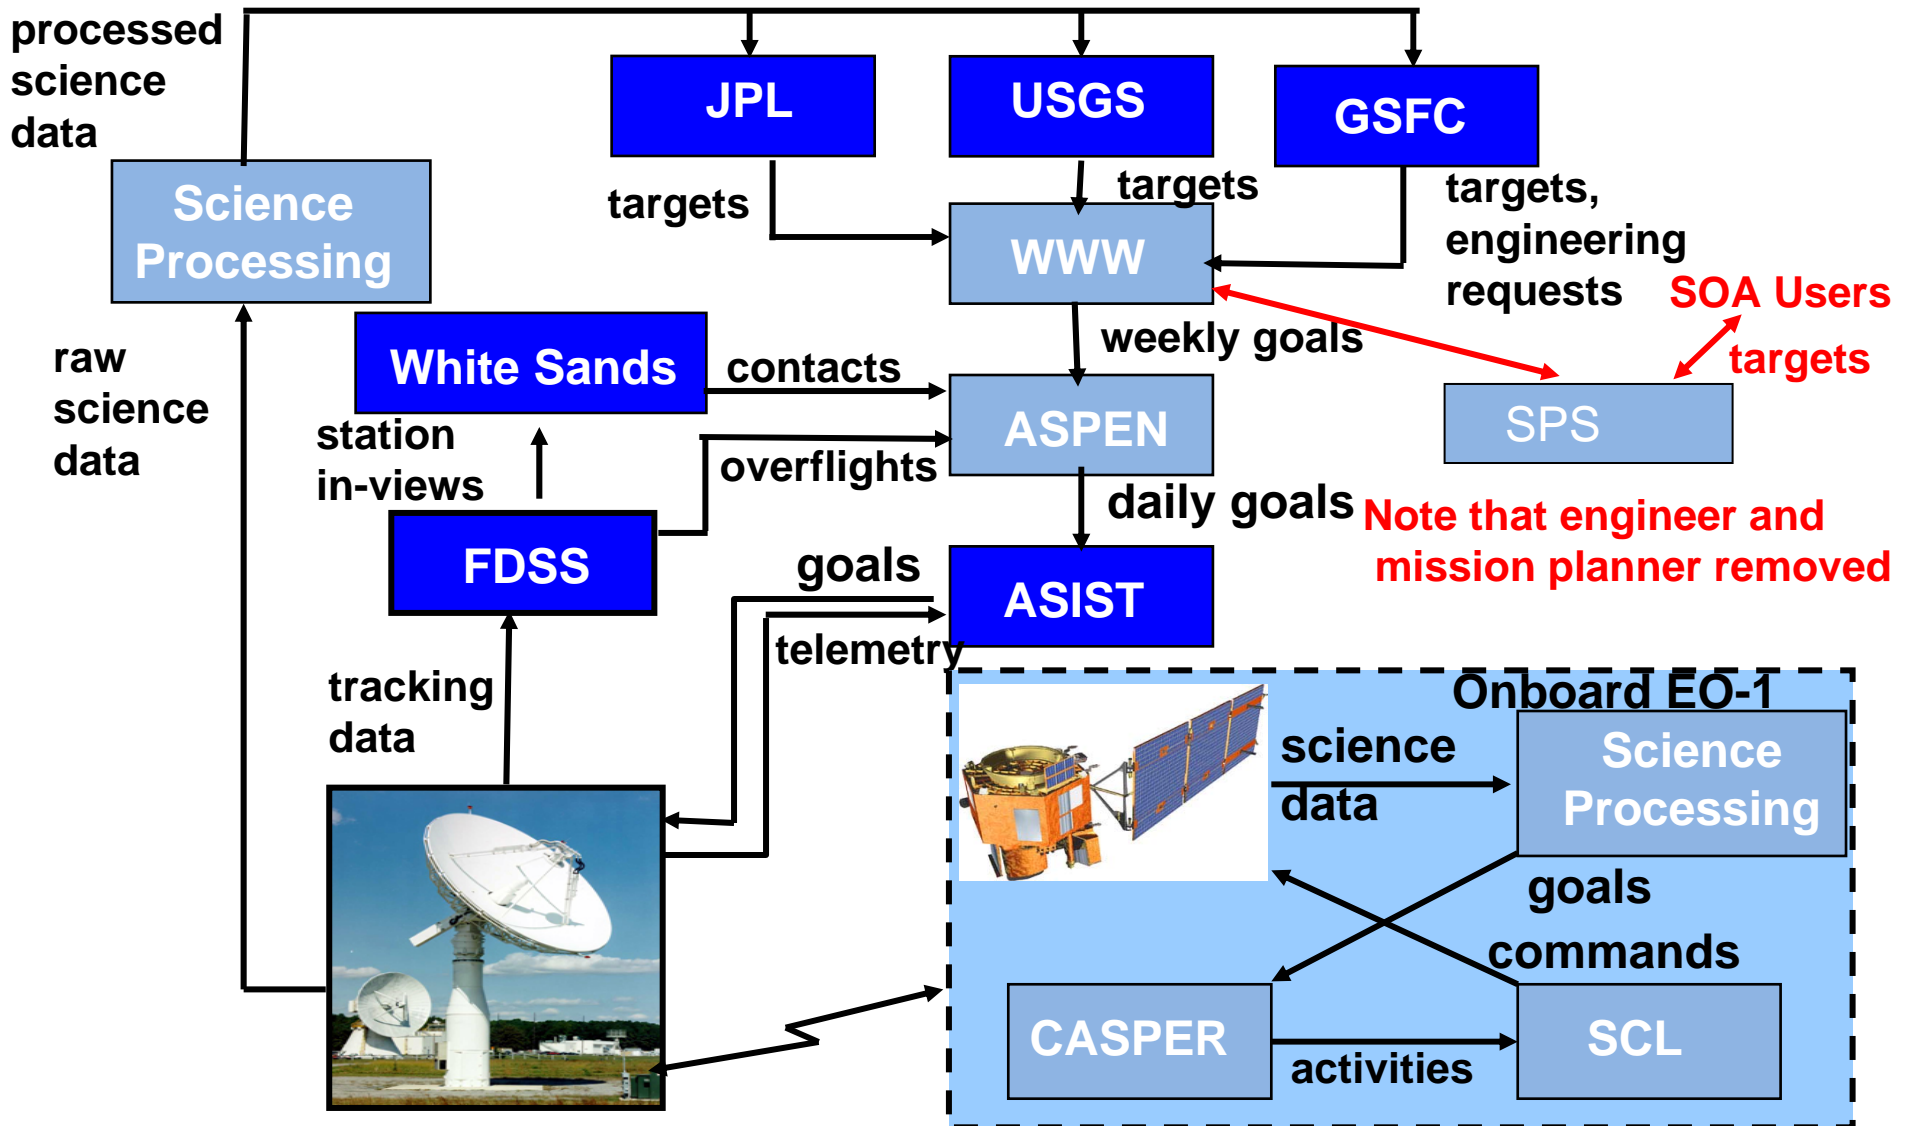 processed
science
data
JPL
USGS
GSFC
Science
Processing
targets
targets
targets,
engineering
requests
WWW
SOA Users
targets
raw
science
data
White Sands
contacts
weekly goals
station
in-views
overflights
ASPEN
SPS
daily goals
Note that engineer and
mission planner removed
FDSS
goals
ASIST
telemetry
tracking
data
Onboard EO-1
science
data
Science
Processing
goals
commands
CASPER
activities
SCL